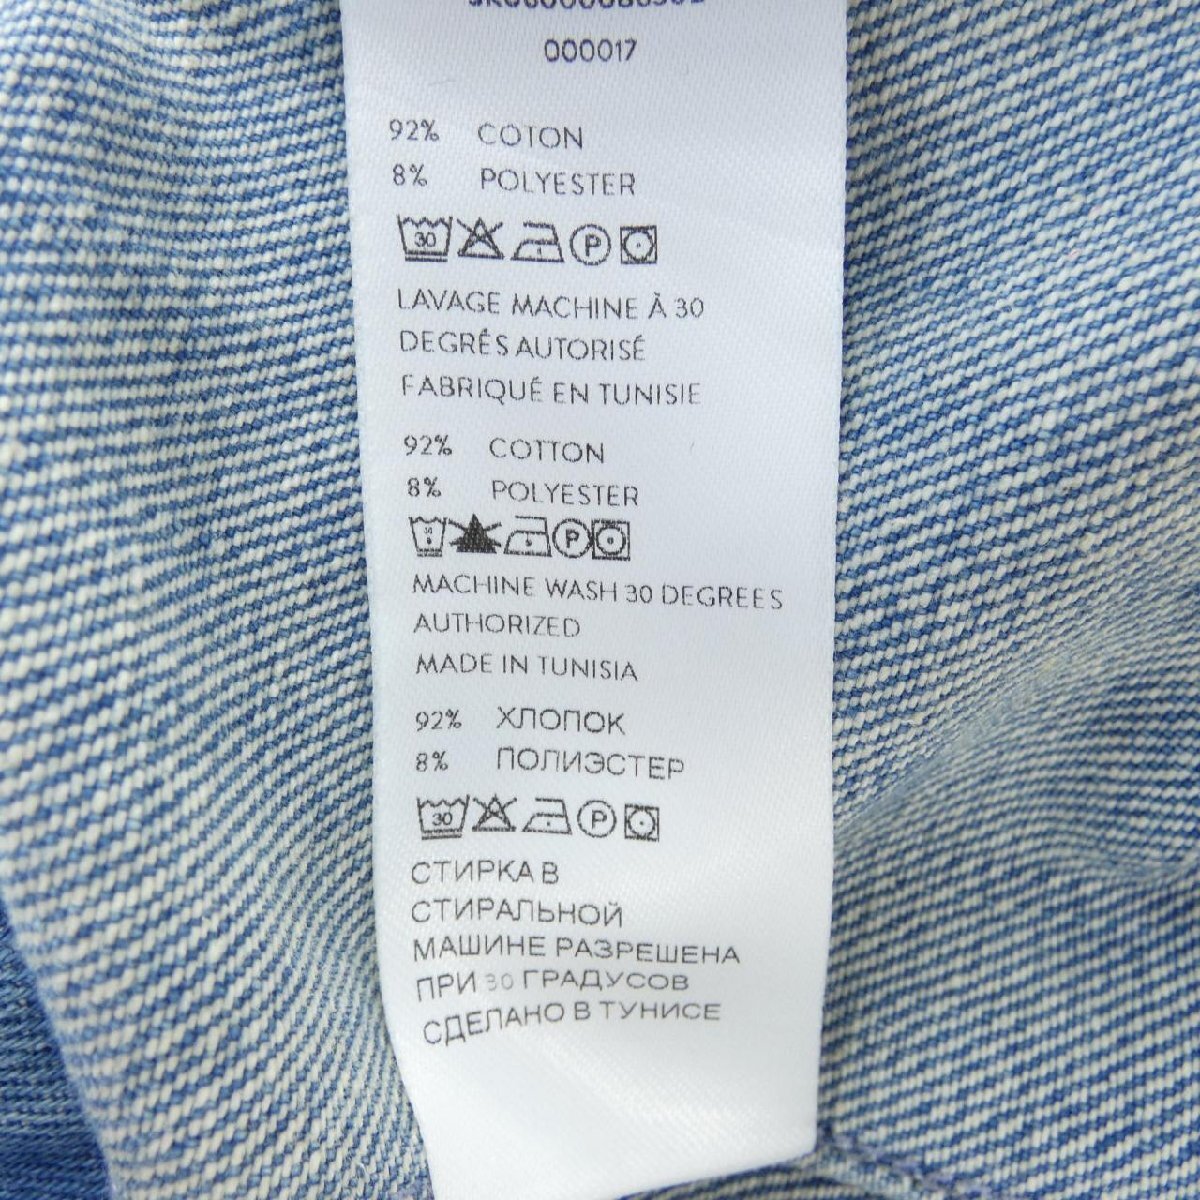 000017
92% COTON
8% POLYESTER
30 P
LAVAGE MACHINE À 30
DEGRÉS AUTORISÉ
FABRIQUÉ EN TUNISIE
92% COTTON
8% POLYESTER
P
MACHINE WASH 30 DEGREES
AUTHORIZED
MADE IN TUNISIA
92% ХЛОПОК
8% ПОЛИЭСТЕР
30 P
СТИРКА В
СТИРАЛЬНОЙ
МАШИНЕ РАЗРЕШЕНА
ПРИ 30 ГРАДУСОВ
СДЕЛАНО В ТУНИСЕ